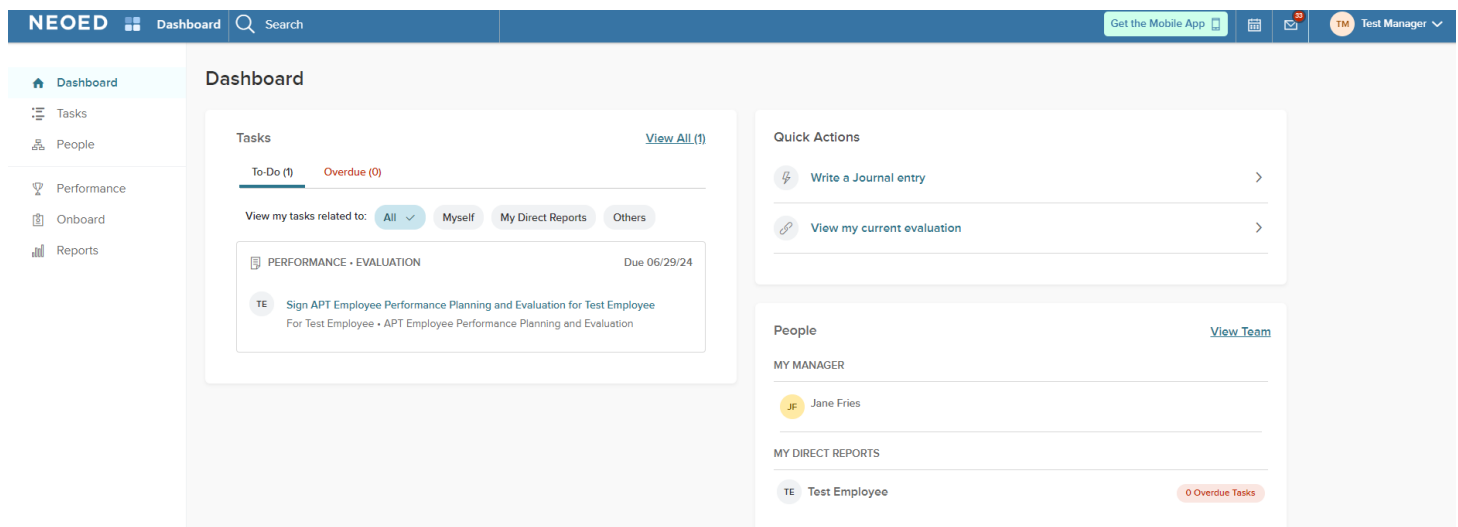 NEOED Dashboard Search Get the Mobile App 33 TM Test Manager
Dashboard
Tasks
People
Performance
Onboard
Reports
Dashboard
Tasks View All (1)
To-Do (1) Overdue (0)
View my tasks related to: All Myself My Direct Reports Others
PERFORMANCE • EVALUATION Due 06/29/24
TE Sign APT Employee Performance Planning and Evaluation for Test Employee
For Test Employee • APT Employee Performance Planning and Evaluation
Quick Actions
Write a Journal entry
View my current evaluation
People View Team
MY MANAGER
JF Jane Fries
MY DIRECT REPORTS
TE Test Employee 0 Overdue Tasks